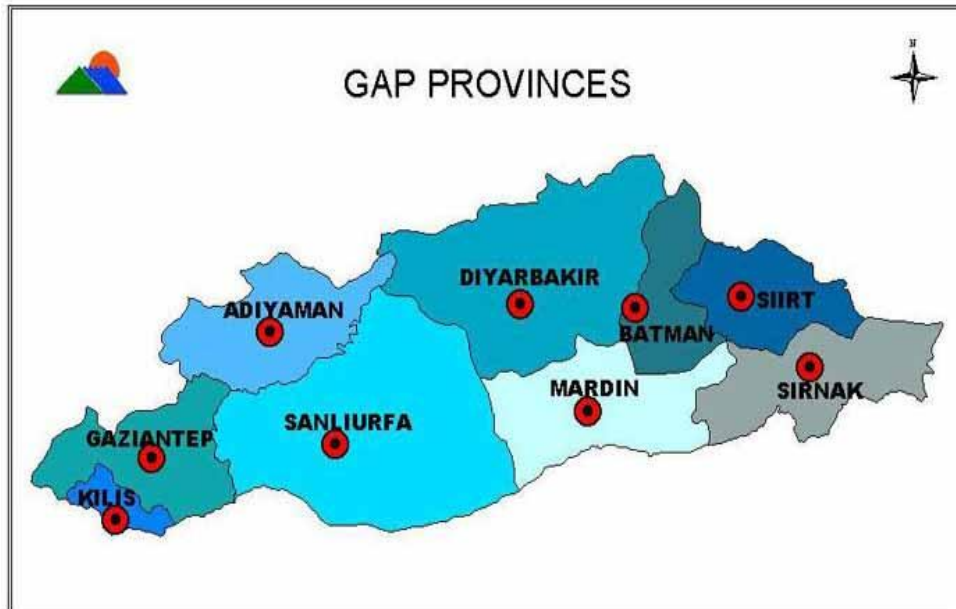 N
GAP PROVINCES
DIYARBAKIR
SIIRT
ADIYAMAN
BATMAN
MARDIN
SIRNAK
SANLIURFA
GAZIANTEP
KILIS